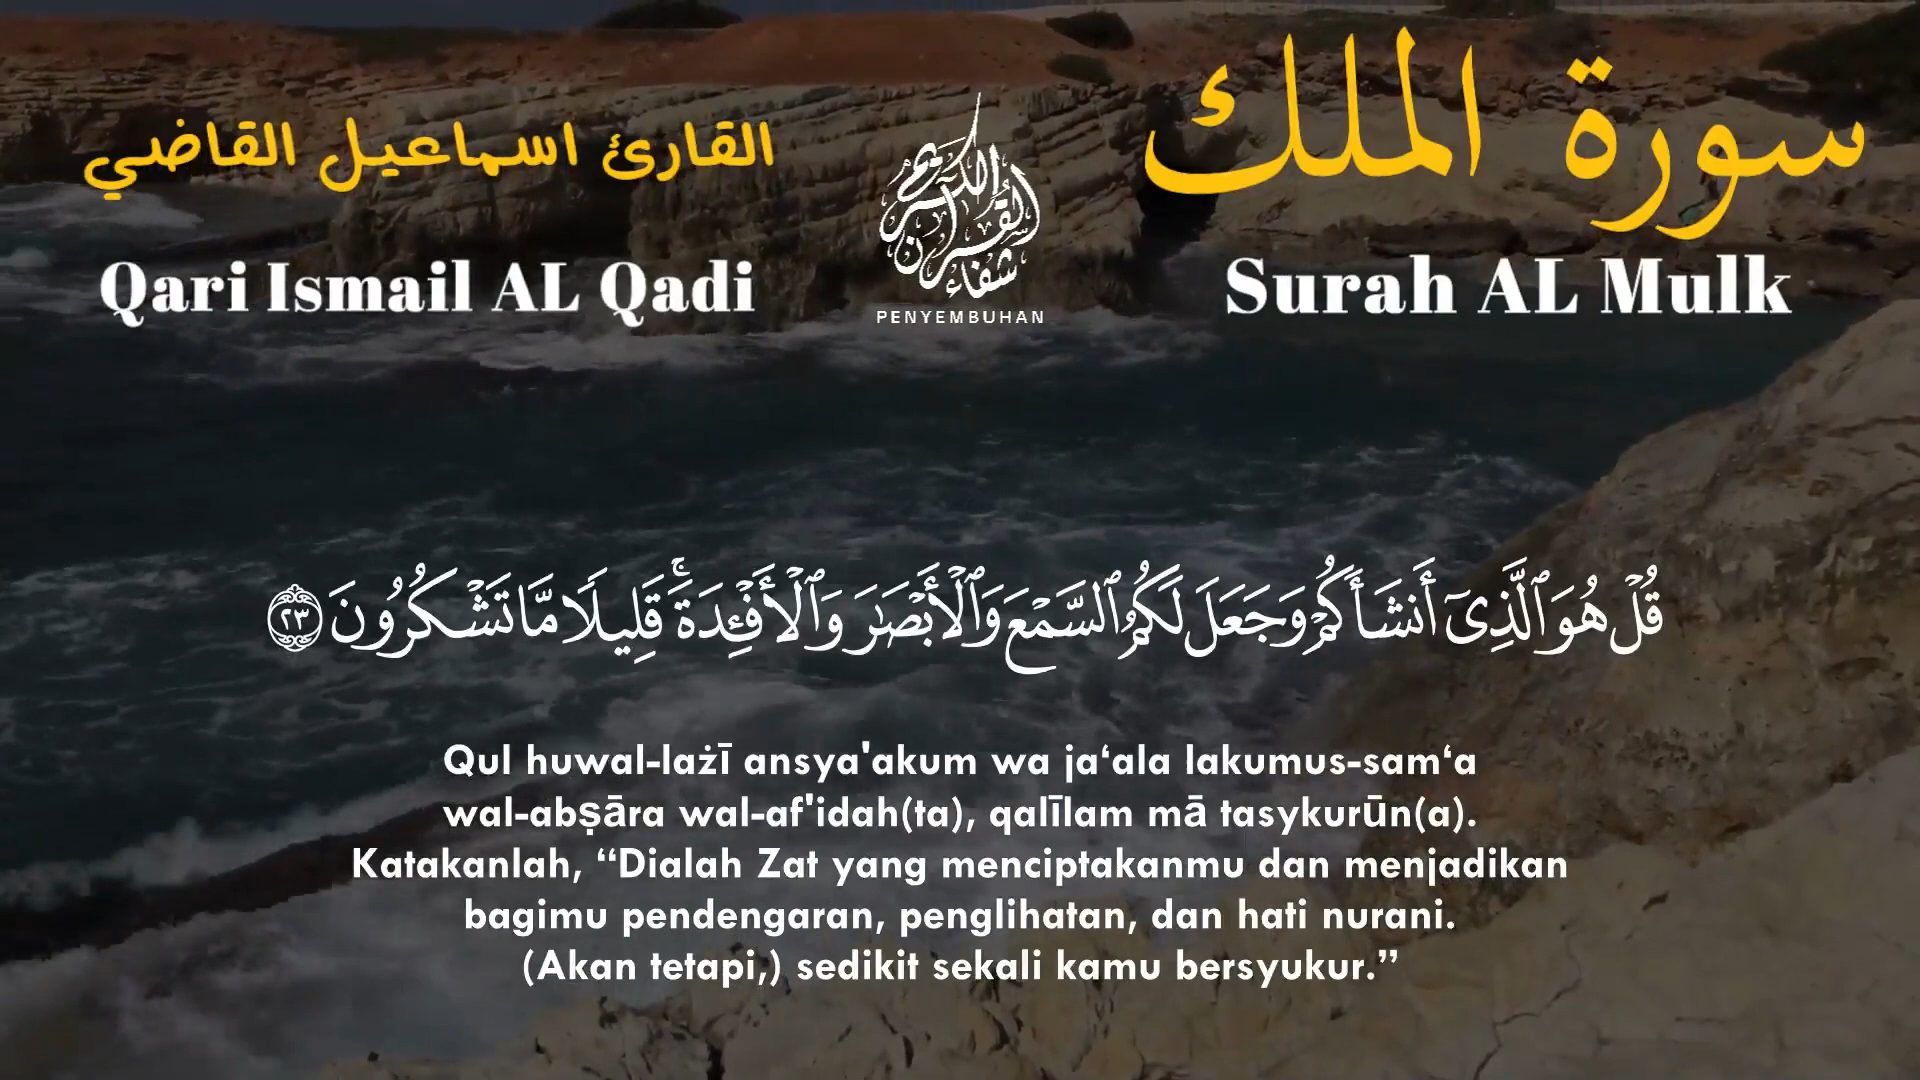 سورة الملك
القارئ اسماعيل القاضي
شفاء القرآن الكريم
Qari Ismail AL Qadi
PENYEMBUHAN
Surah AL Mulk
قُلْ هُوَ ٱلَّذِىٓ أَنشَأَكُمْ وَجَعَلَ لَكُمُ ٱلسَّمْعَ وَٱلْأَبْصَـٰرَ وَٱلْأَفْـِٔدَةَ ۖ قَلِيلًا مَّا تَشْكُرُونَ ٢٣
Qul huwal-lażī ansya'akum wa ja‘ala lakumus-sam‘a
wal-abṣāra wal-af'idah(ta), qalīlam mā tasykurūn(a).
Katakanlah, “Dialah Zat yang menciptakanmu dan menjadikan
bagimu pendengaran, penglihatan, dan hati nurani.
(Akan tetapi,) sedikit sekali kamu bersyukur.”